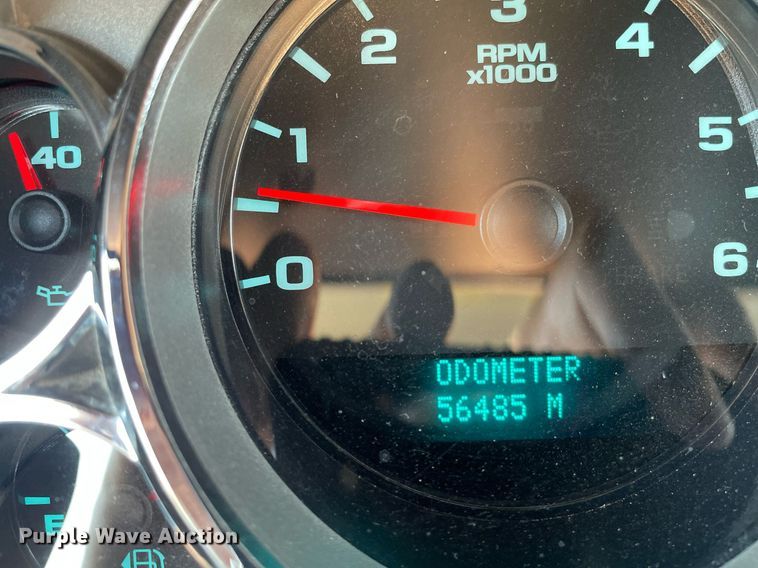 3
2
4
RPM
x1000
1
5
40
0
6
ODOMETER
56485 M
E
Purple Wave Auction